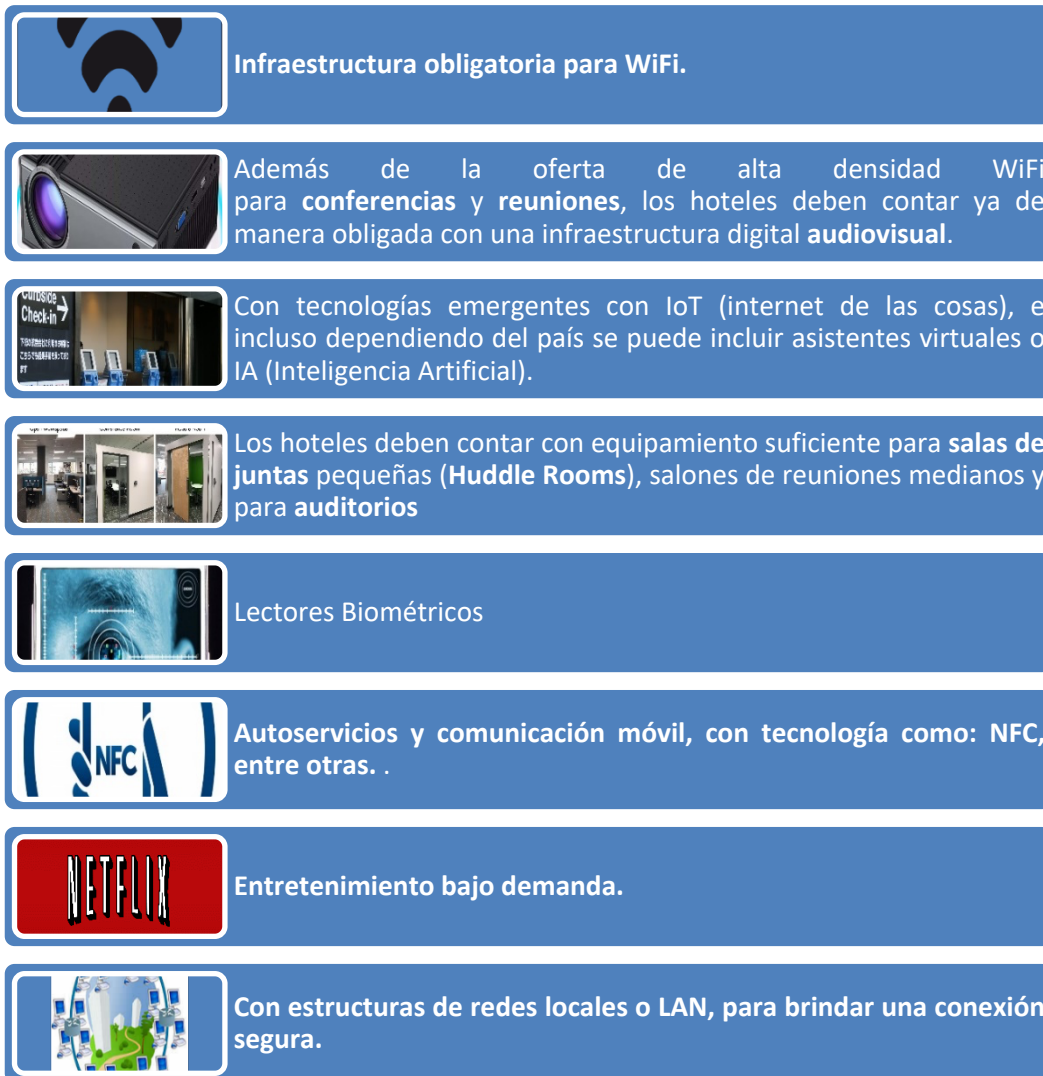 Infraestructura obligatoria para WiFi.
Además de la oferta de alta densidad WiFi
para conferencias y reuniones, los hoteles deben contar ya de
manera obligada con una infraestructura digital audiovisual.
Curbside
Check-in
Con tecnologías emergentes con IoT (internet de las cosas), e
incluso dependiendo del país se puede incluir asistentes virtuales o
IA (Inteligencia Artificial).
Los hoteles deben contar con equipamiento suficiente para salas de
juntas pequeñas (Huddle Rooms), salones de reuniones medianos y
para auditorios
Lectores Biométricos
NFC
Autoservicios y comunicación móvil, con tecnología como: NFC,
entre otras. .
NETFLIX
Entretenimiento bajo demanda.
Con estructuras de redes locales o LAN, para brindar una conexión
segura.